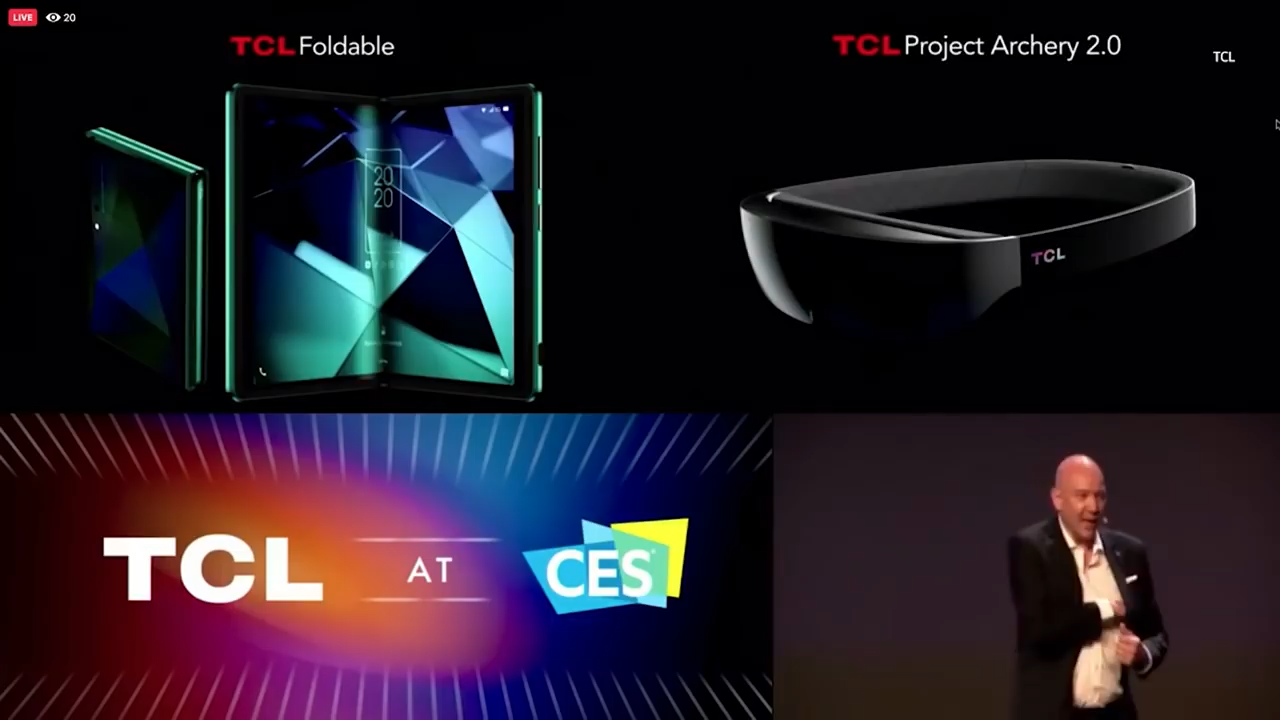 LIVE 20
TCL Foldable
TCL Project Archery 2.0
TCL
20
20
TCL
TCL AT CES